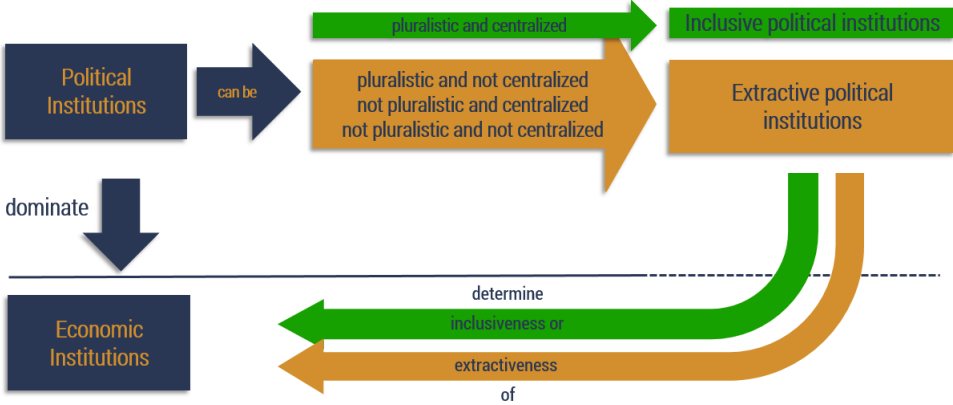 pluralistic and centralized
Inclusive political institutions
Political
Institutions
can be
pluralistic and not centralized
not pluralistic and centralized
not pluralistic and not centralized
Extractive political
institutions
dominate
determine
inclusiveness or
extractiveness
of
Economic
Institutions